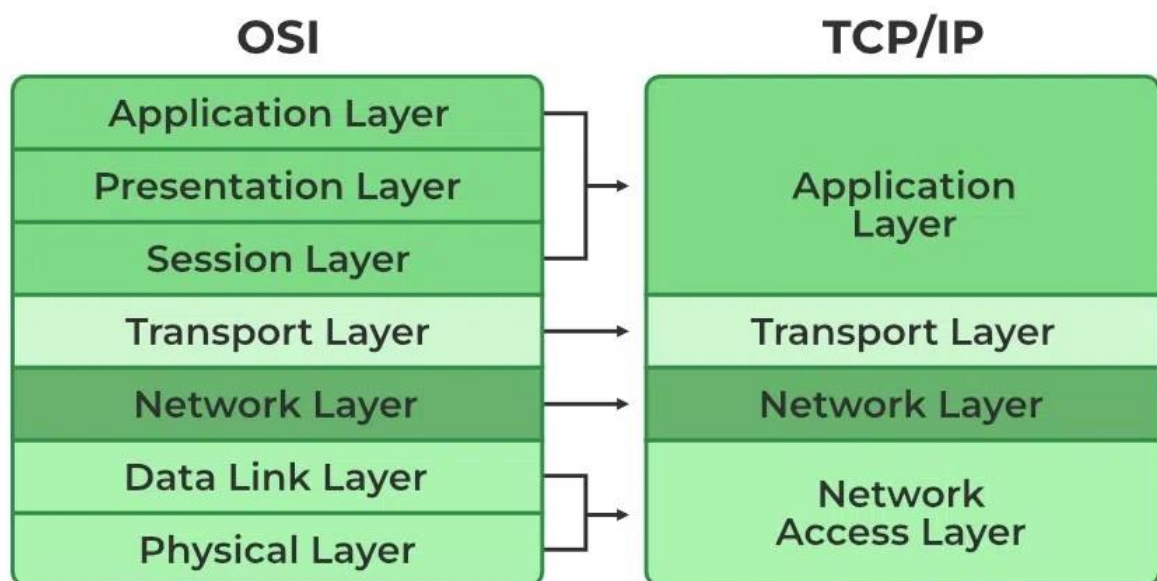 OSI
Application Layer
Presentation Layer
Session Layer
Transport Layer
Network Layer
Data Link Layer
Physical Layer
TCP/IP
Application
Layer
Transport Layer
Network Layer
Network
Access Layer